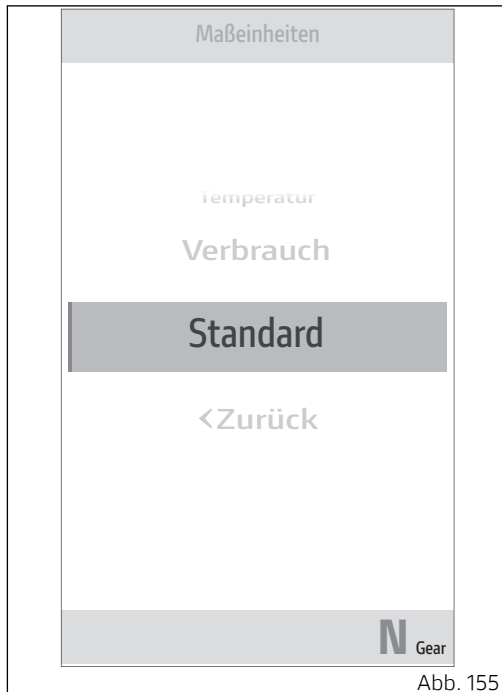 Maßeinheiten
Temperatur
Verbrauch
Standard
<Zurück
N Gear
Abb. 155